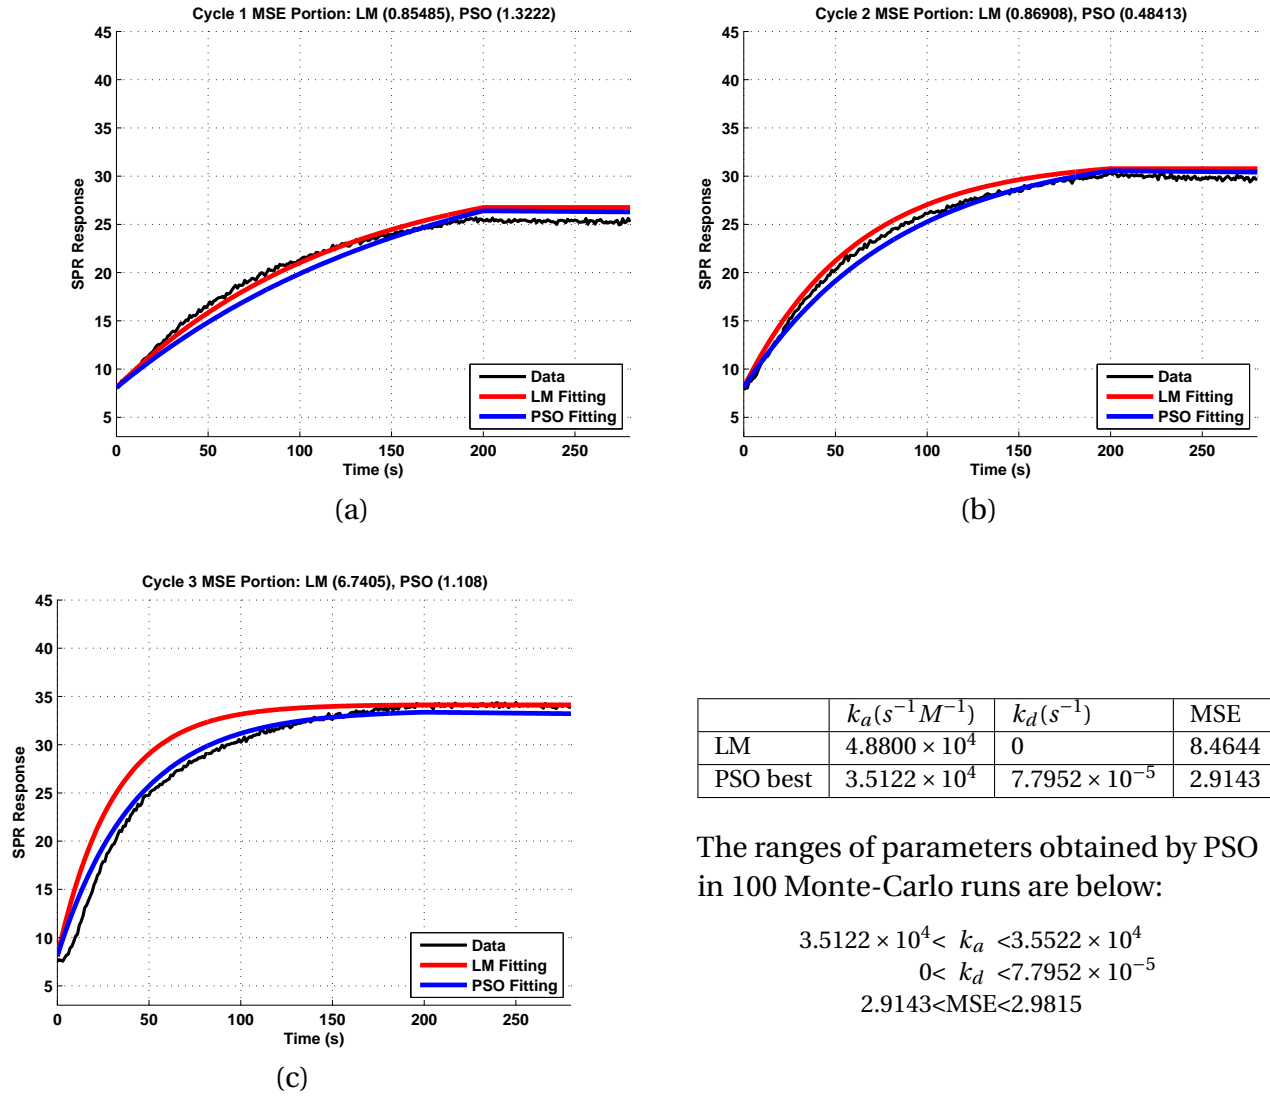 Cycle 1 MSE Portion: LM (0.85485), PSO (1.3222)
45
40
35
30
25
20
15
10
5
SPR Response
0 50 100 150 200 250
Time (s)
Data
LM Fitting
PSO Fitting
(a)
Cycle 2 MSE Portion: LM (0.86908), PSO (0.48413)
45
40
35
30
25
20
15
10
5
SPR Response
0 50 100 150 200 250
Time (s)
Data
LM Fitting
PSO Fitting
(b)
Cycle 3 MSE Portion: LM (6.7405), PSO (1.108)
45
40
35
30
25
20
15
10
5
SPR Response
0 50 100 150 200 250
Time (s)
Data
LM Fitting
PSO Fitting
(c)
k_a(s^{-1}M^{-1}) k_d(s^{-1}) MSE
LM 4.8800 × 10^4 0 8.4644
PSO best 3.5122 × 10^4 7.7952 × 10^{-5} 2.9143
The ranges of parameters obtained by PSO
in 100 Monte-Carlo runs are below:
3.5122 × 10^4< k_a <3.5522 × 10^4
0< k_d <7.7952 × 10^{-5}
2.9143<MSE<2.9815